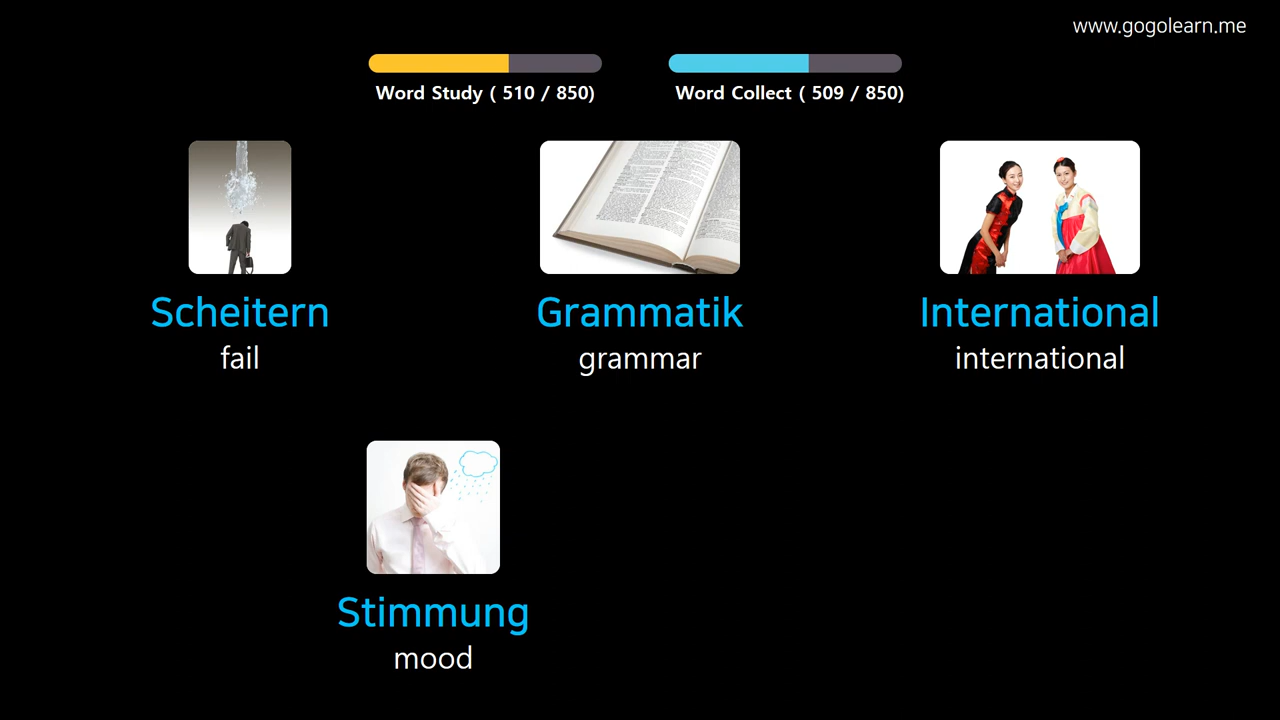 www.gogolearn.me
Word Study ( 510 / 850)
Word Collect ( 509 / 850)
Scheitern
fail
Grammatik
grammar
International
international
Stimmung
mood